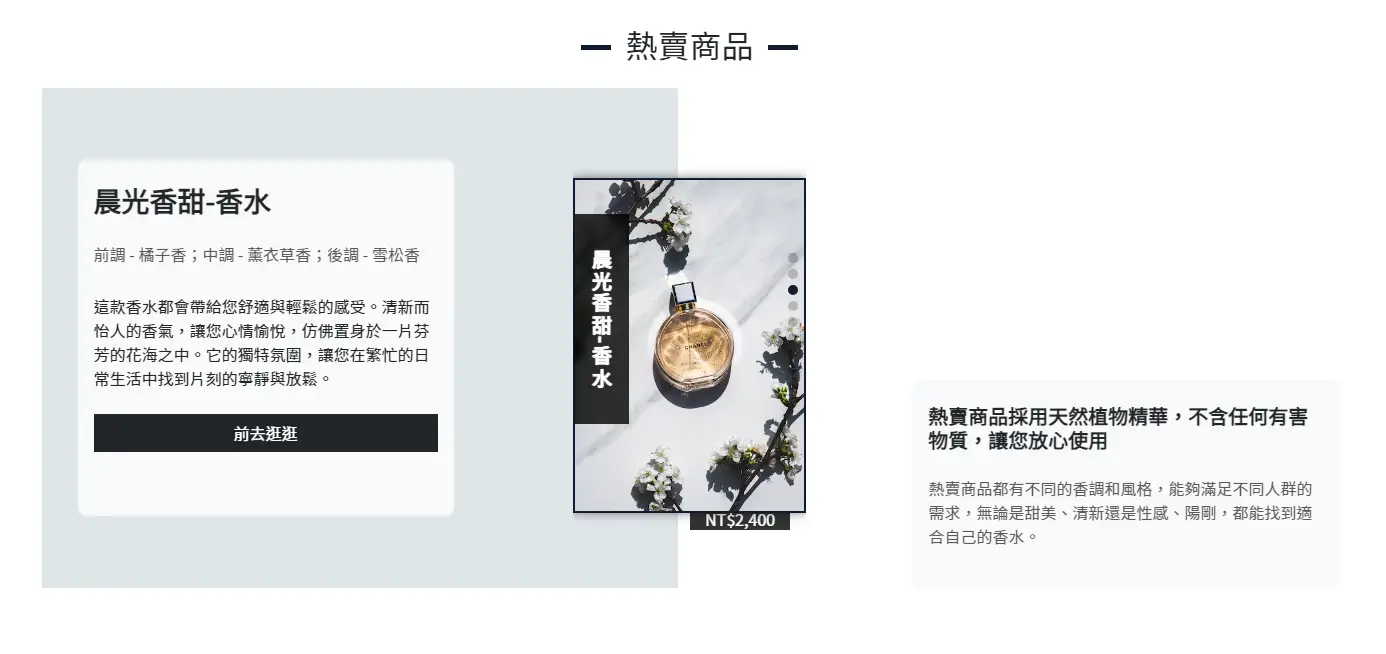 熱賣商品
晨光香甜-香水
前調 - 橘子香；中調 - 薰衣草香；後調 - 雪松香
這款香水都會帶給您舒適與輕鬆的感受。清新而
怡人的香氣，讓您心情愉悅，仿佛置身於一片芬
芳的花海之中。它的獨特氛圍，讓您在繁忙的日
常生活中找到片刻的寧靜與放鬆。
前去逛逛
晨光香甜-香水
CHANEL
NT$2,400
熱賣商品採用天然植物精華，不含任何有害
物質，讓您放心使用
熱賣商品都有不同的香調和風格，能夠滿足不同人群的
需求，無論是甜美、清新還是性感、陽剛，都能找到適
合自己的香水。